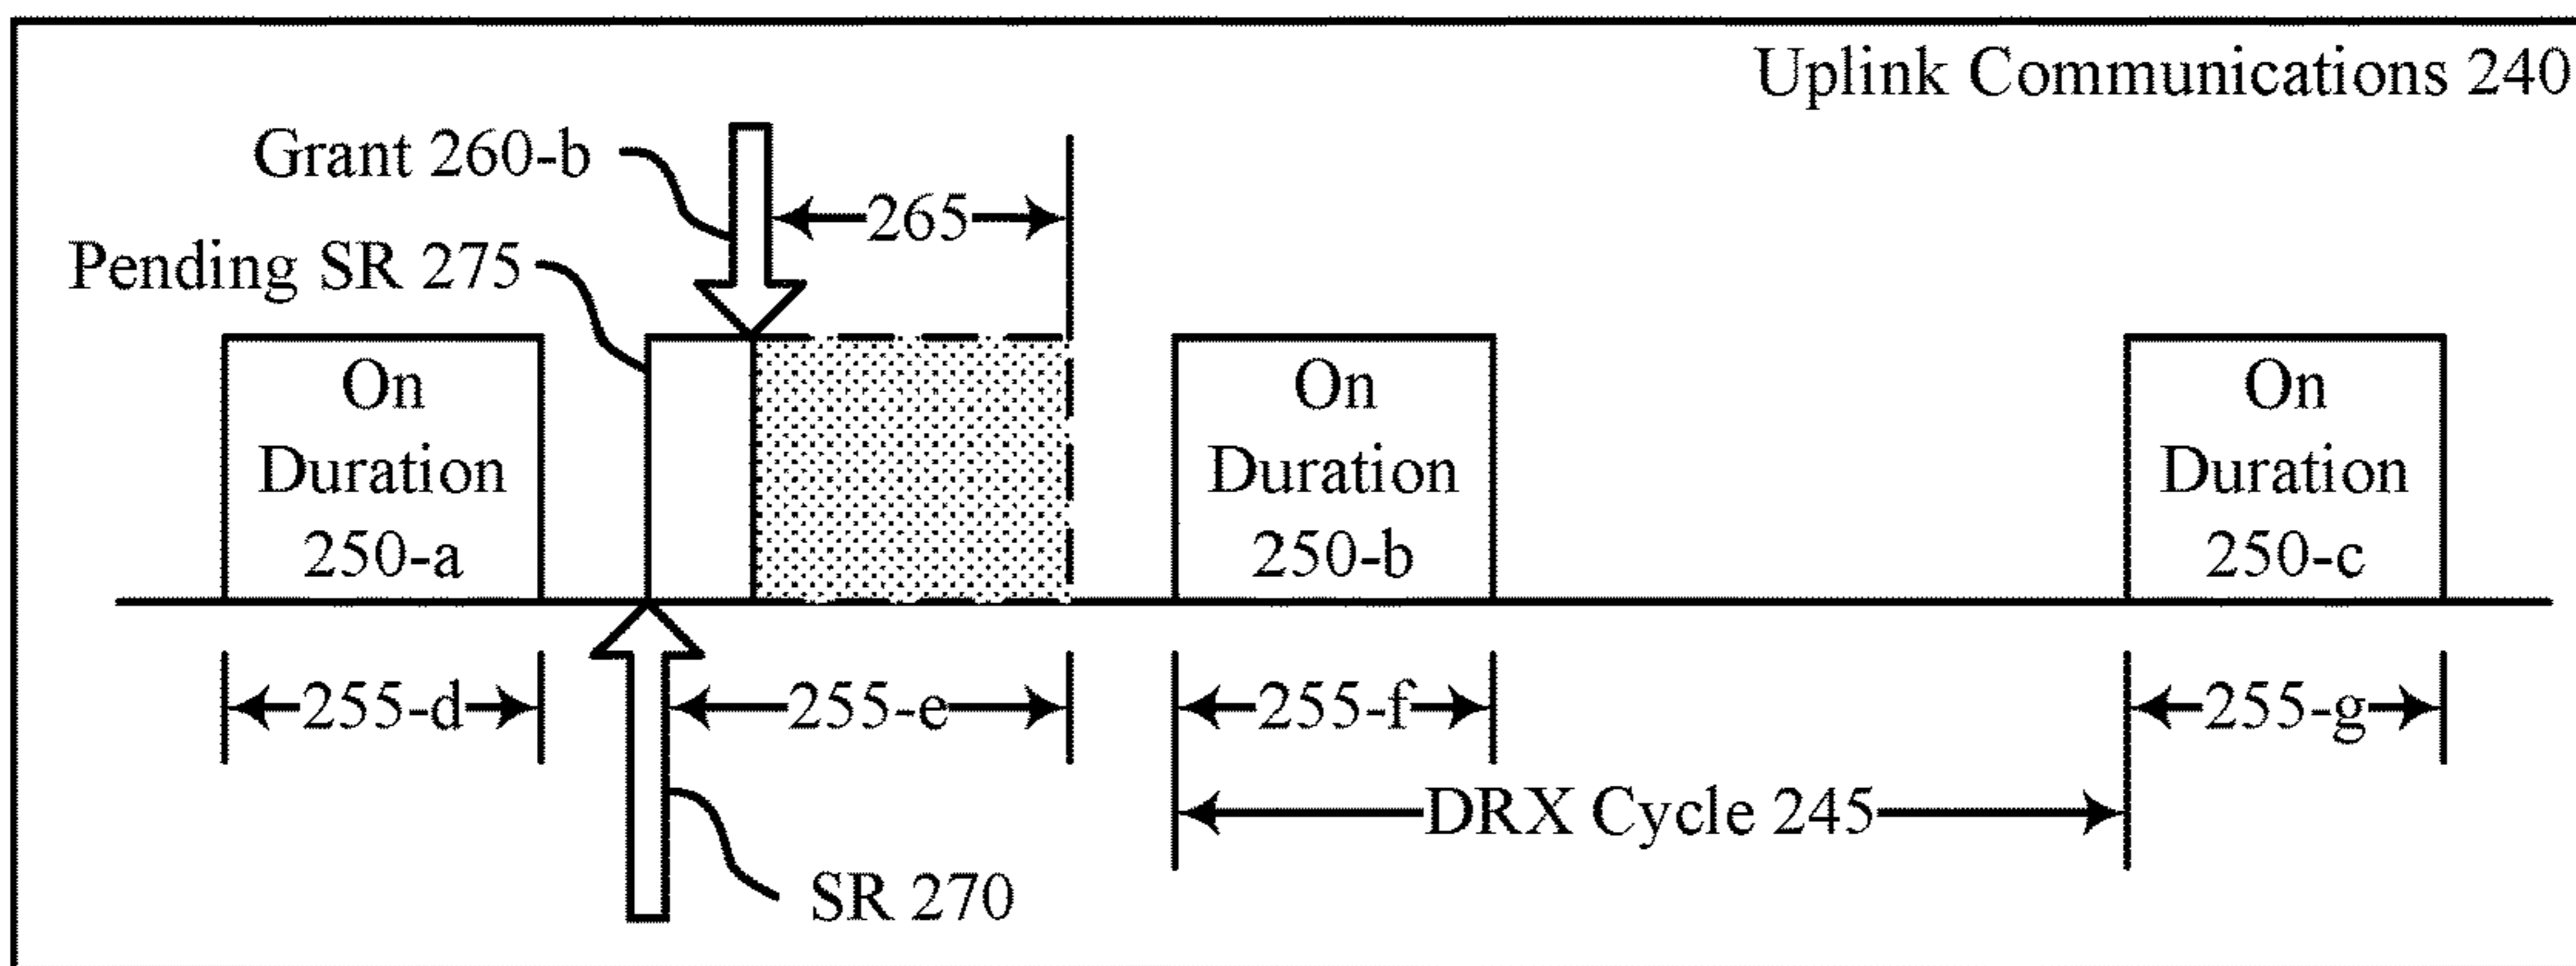 Uplink Communications 240
Grant 260-b
265
Pending SR 275
On
Duration
250-a
On
Duration
250-b
On
Duration
250-c
255-d
255-e
255-f
255-g
DRX Cycle 245
SR 270